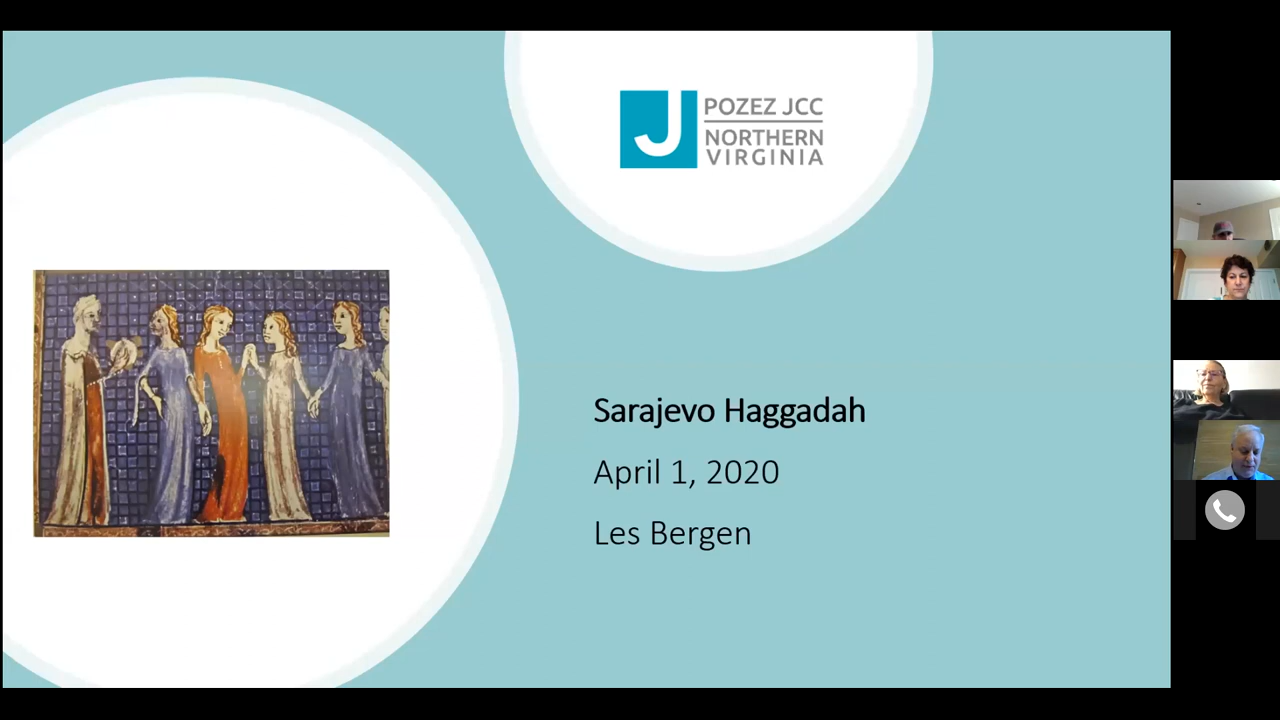 POZEZ JCC
NORTHERN
VIRGINIA
Sarajevo Haggadah
April 1, 2020
Les Bergen